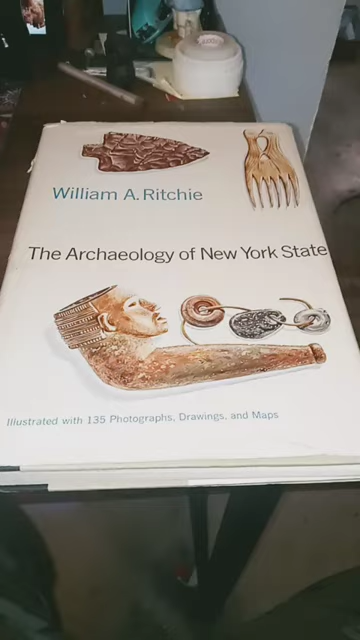 William A. Ritchie
The Archaeology of New York State
Illustrated with 135 Photographs, Drawings, and Maps